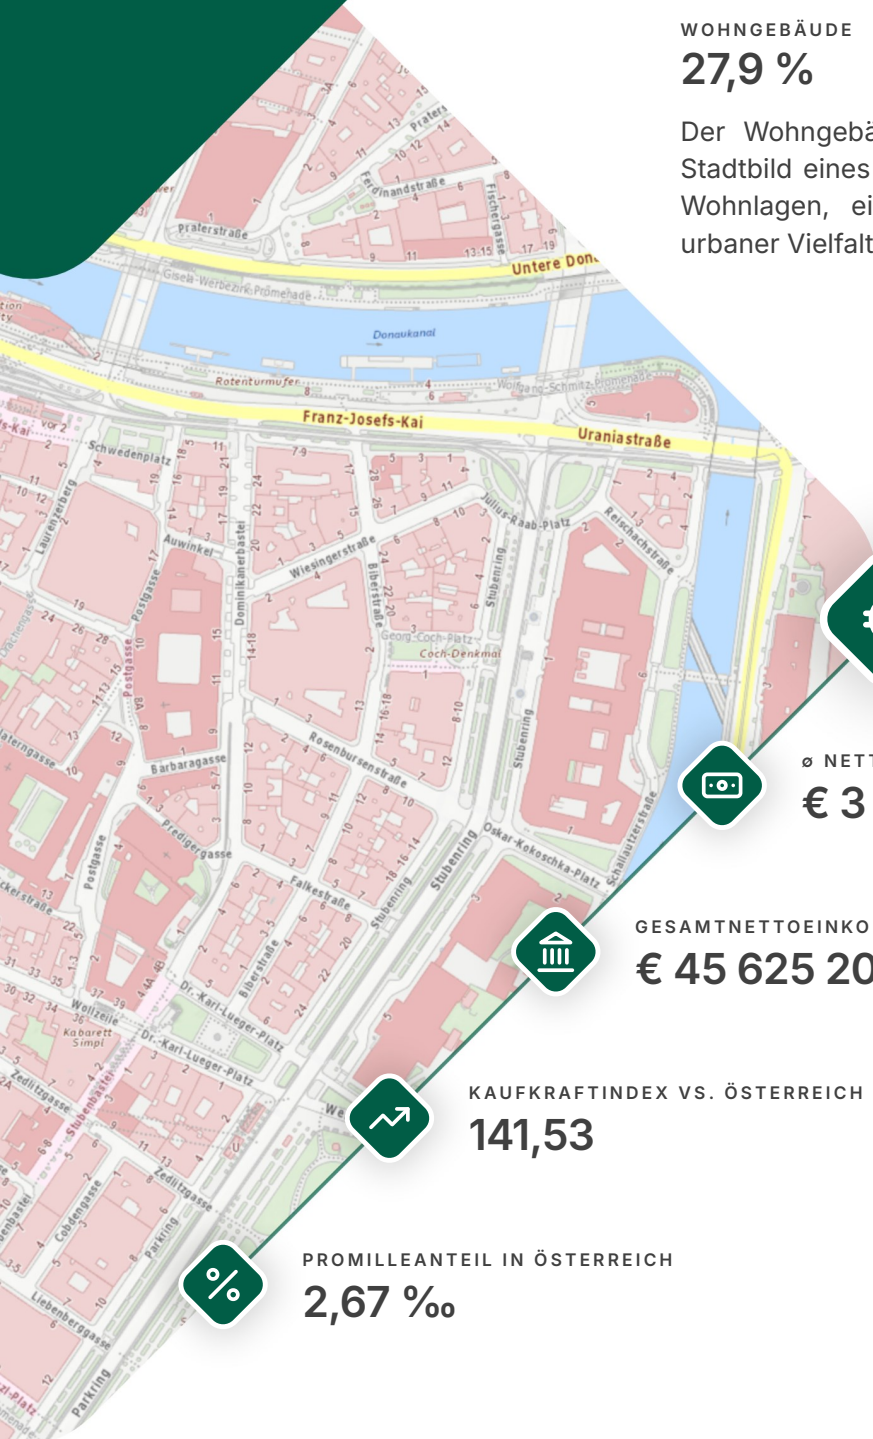 WOHNGEBÄUDE
27,9 %
Der Wohngebä
Stadtbild eines
Wohnlagen, ei
urbaner Vielfalt
Praterstraße
Ferdinandstraße
Fischergasse
Untere Don
Gisela-Werbezirk-Promenade
Donaukanal
Rotenturmufer
Wolfgang-Schmitz-Promenade
Franz-Josefs-Kai
Uraniastraße
Schwedenplatz
Laurenzerberg
Auwinkel
Postgasse
Dominikanerbastei
Wiesingerstraße
Biberstraße
Julius-Raab-Platz
Reischachstraße
Stubenring
Georg-Coch-Platz
Coch-Denkmal
Postgasse
Rosenbursenstraße
Stubenring
Barbaragasse
Predigergasse
Postgasse
Falkestraße
Stubenring
Stubenring
Oskar-Kokoschka-Platz
Schallautzerstraße
Biberstraße
Dr.-Karl-Lueger-Platz
Dr.-Karl-Lueger-Platz
Wollzeile
Kabarett
Simpl
Zedlitzgasse
Stubenbastei
Zedlitzgasse
Cobdengasse
Parkring
Liebenberggasse
Parkring
ø NETT
€ 3
GESAMTNETTOEINKO
€ 45 625 20
KAUFKRAFTINDEX VS. ÖSTERREICH
141,53
PROMILLEANTEIL IN ÖSTERREICH
2,67 ‰